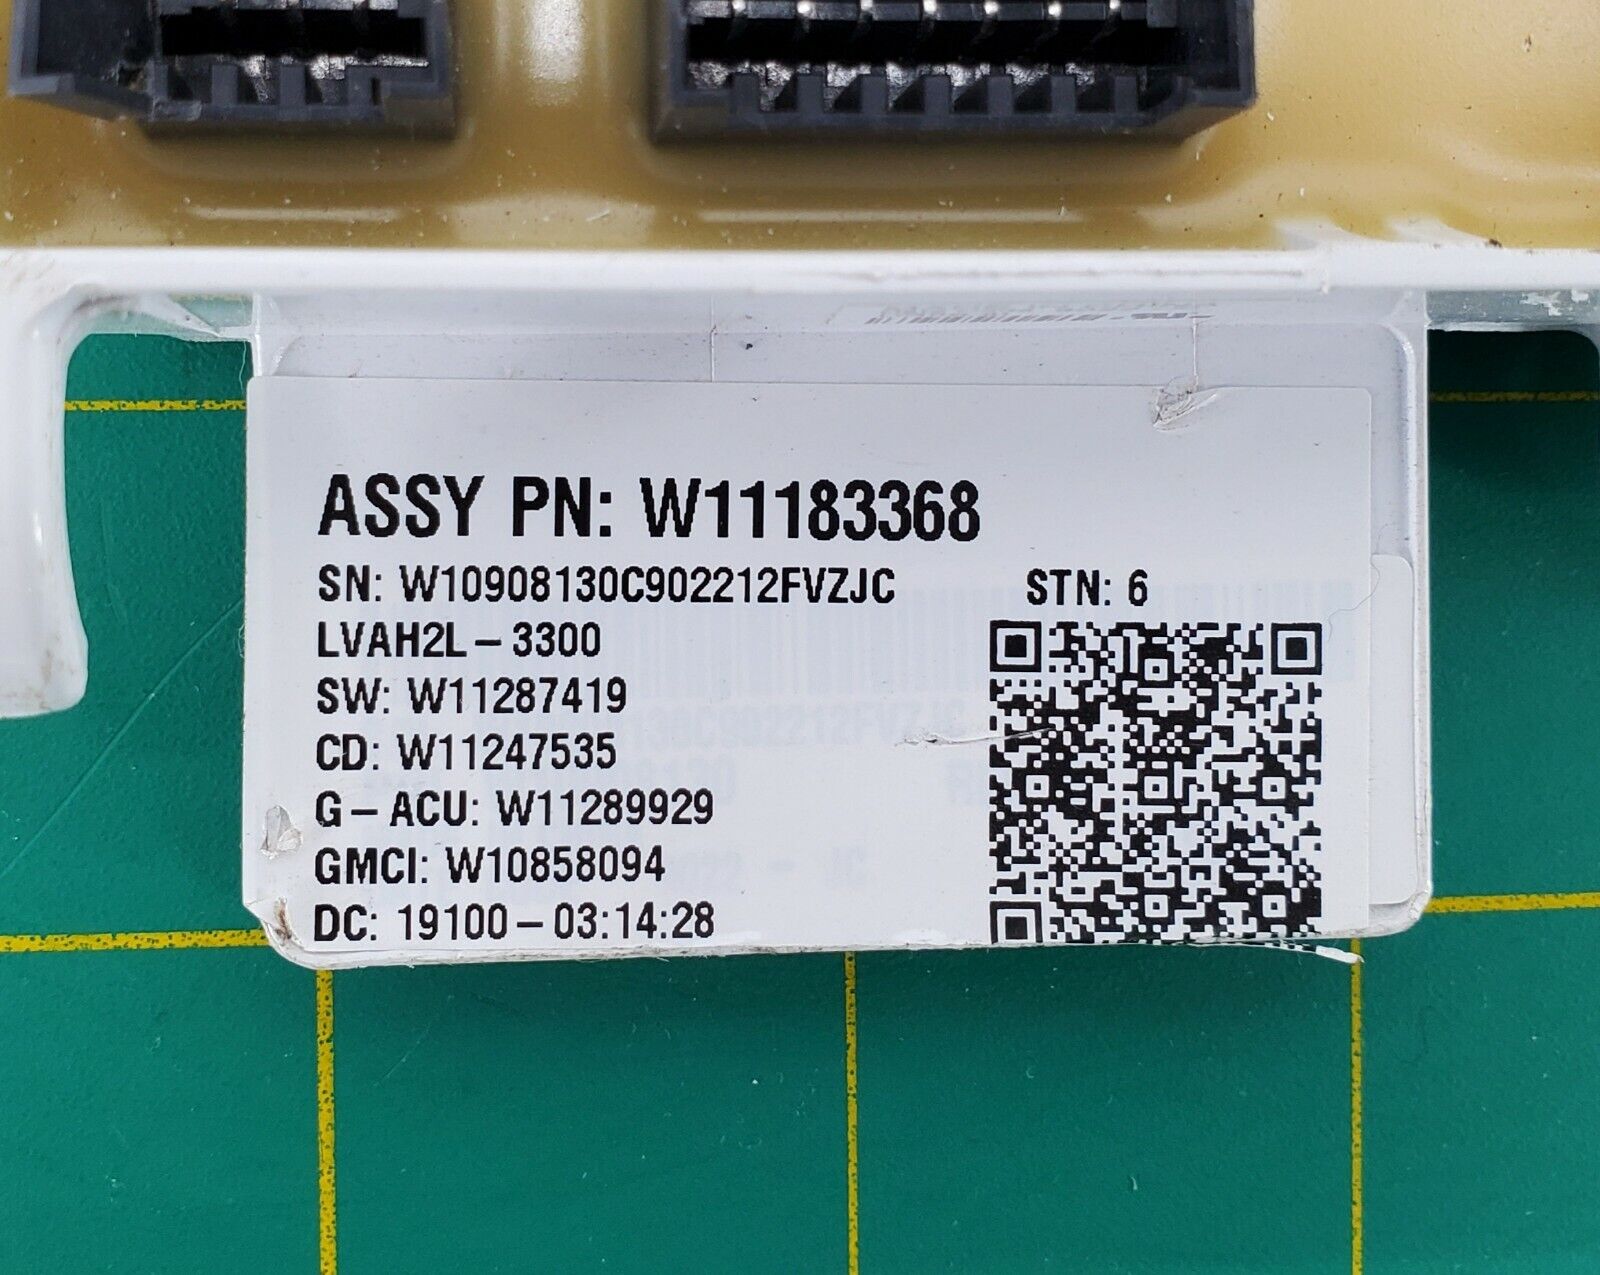 ASSY PN: W11183368
SN: W10908130C902212FVZJC STN: 6
LVAH2L-3300
SW: W11287419
CD: W11247535
G-ACU: W11289929
GMCI: W10858094
DC: 19100-03:14:28